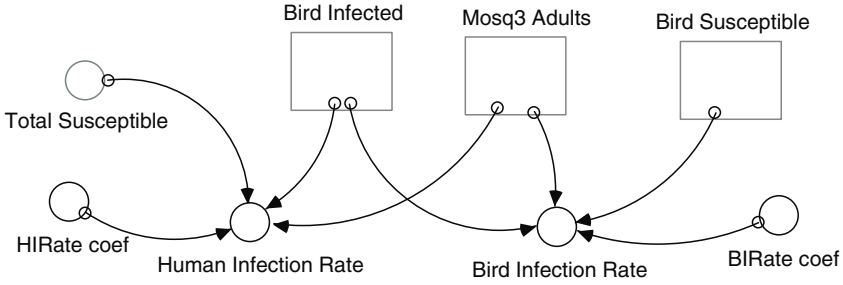 Bird Infected
Mosq3 Adults
Bird Susceptible
Total Susceptible
HIRate coef
Human Infection Rate
Bird Infection Rate
BIRate coef